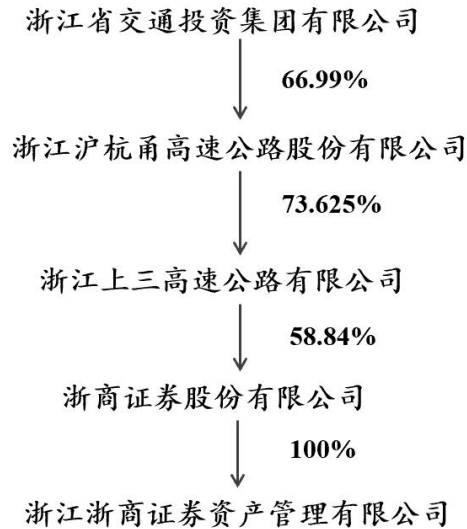 浙江省交通投资集团有限公司
66.99%
浙江沪杭甬高速公路股份有限公司
73.625%
浙江上三高速公路有限公司
58.84%
浙商证券股份有限公司
100%
浙江浙商证券资产管理有限公司